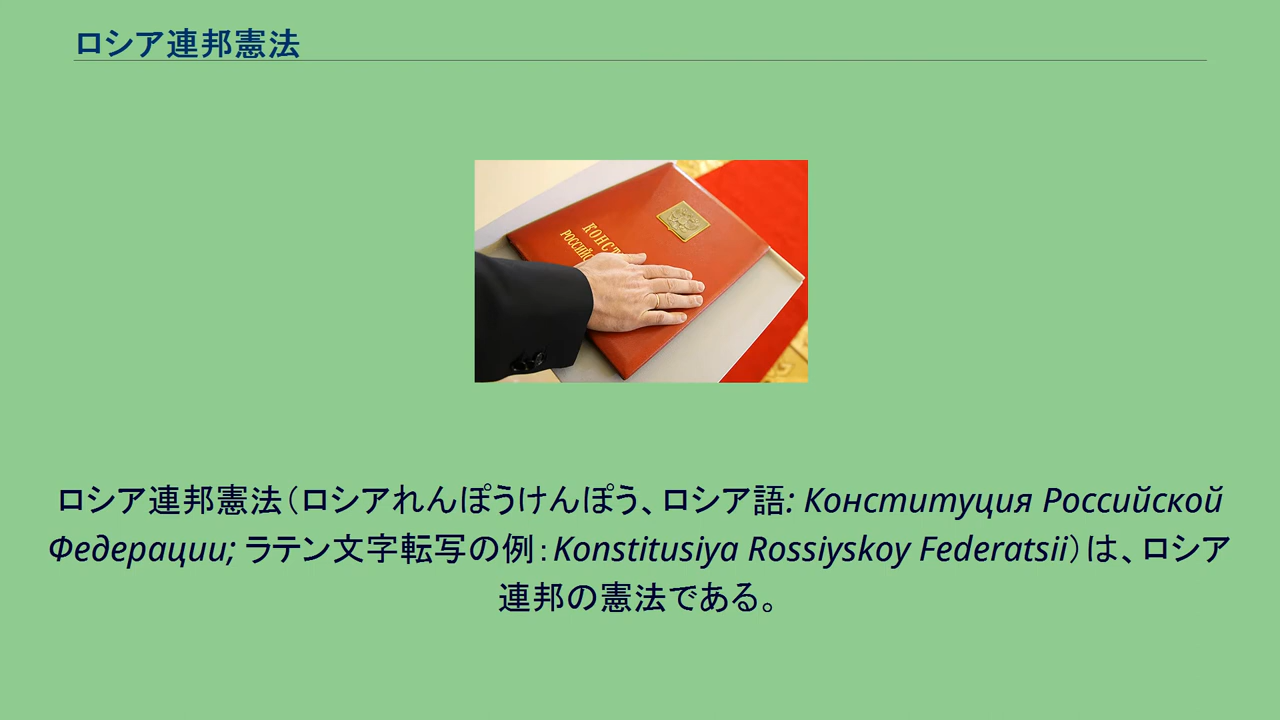 ロシア連邦憲法
КОНСТ
РОССИЙС
ロシア連邦憲法（ロシアれんぽうけんぽう、ロシア語: Конституция Российской
Федерации; ラテン文字転写の例：Konstitusiya Rossiyskoy Federatsii）は、ロシア
連邦の憲法である。